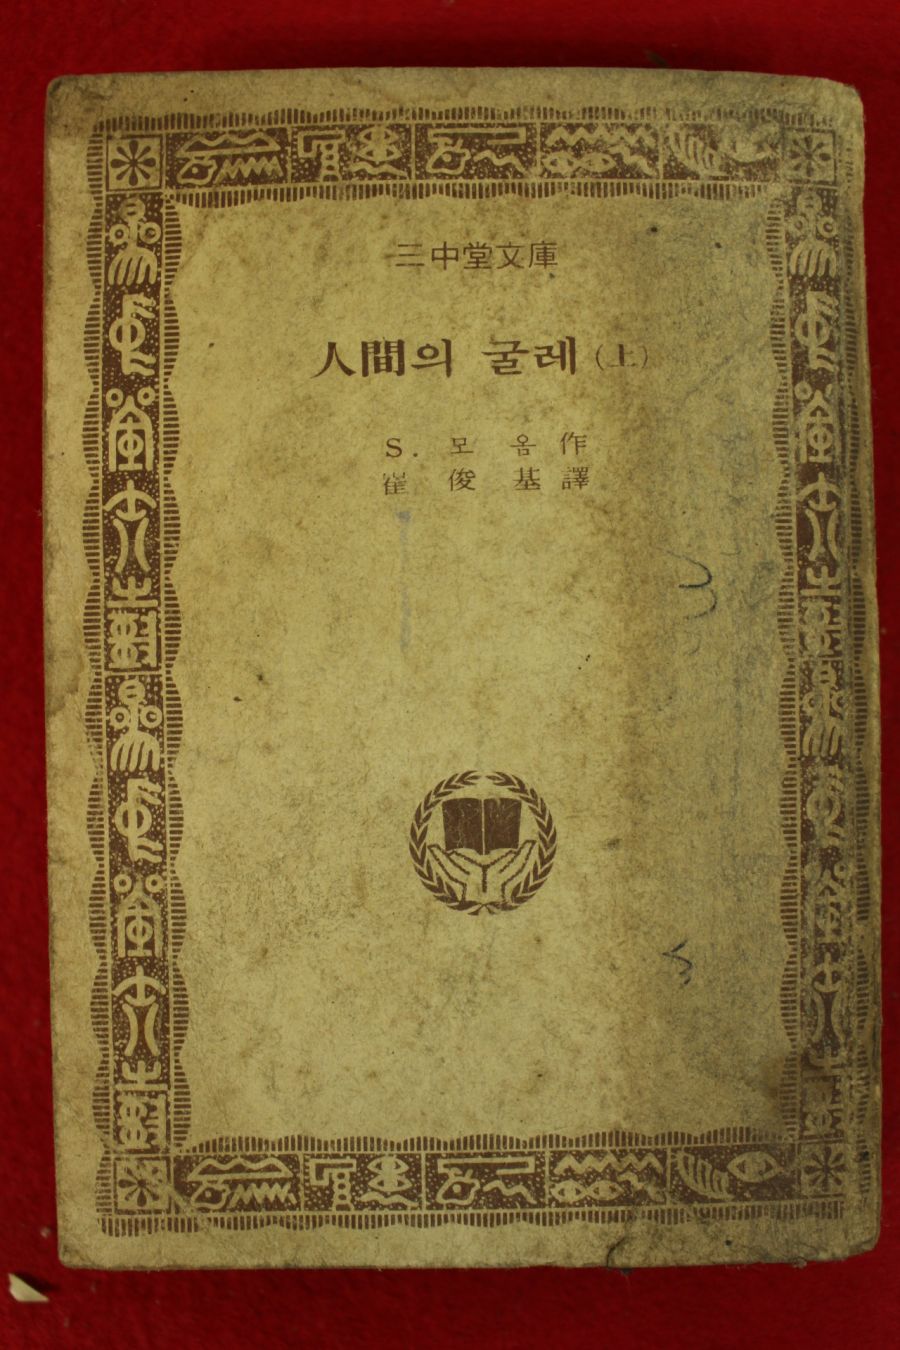 三中堂文庫
人間의 굴레 (上)
S. 모옴 作
崔俊基譯